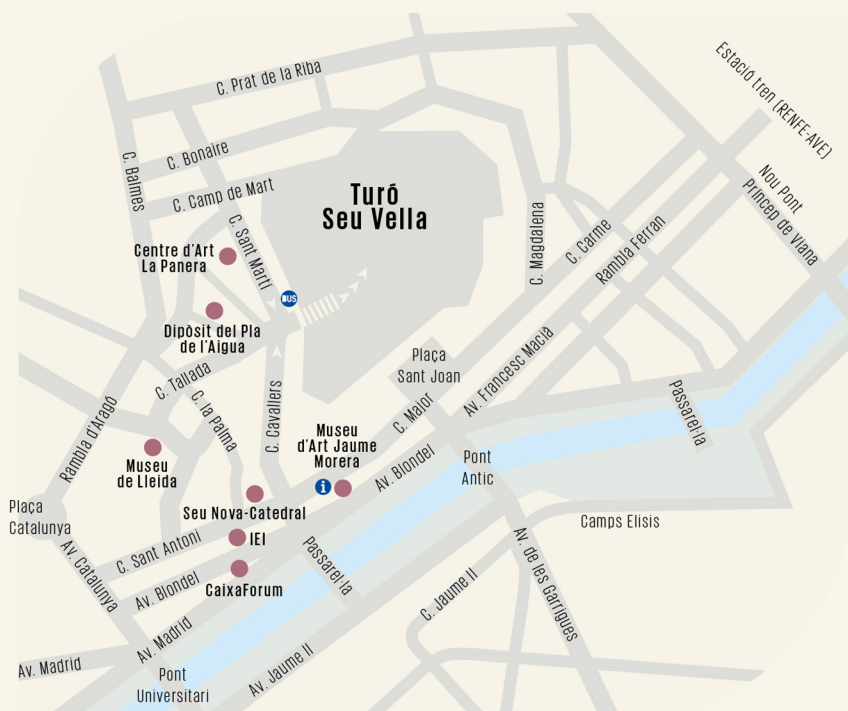 Estació tren (RENFE-AVE)
C. Prat de la Riba
C. Bonaire
C. Balmes
C. Camp de Mart
Turó
Seu Vella
Nou Pont
Príncep de Viana
C. Sant Martí
C. Magdalena
C. Carme
Rambla Ferran
Centre d'Art
La Panera
BUS
Dipòsit del Pla
de l'Aigua
Plaça
Sant Joan
Av. Francesc Macià
C. Tallada
Rambla d'Aragó
C. la Palma
C. Cavallers
C. Major
Passarel·la
Museu
d'Art Jaume
Morera
Museu
de Lleida
Av. Blondel
Pont
Antic
i
Seu Nova-Catedral
Plaça
Catalunya
IEI
C. Sant Antoni
Camps Elisis
Av. Catalunya
Av. Blondel
CaixaForum
Passarel·la
C. Jaume II
Av. de les Garrigues
Av. Madrid
Av. Madrid
Pont
Universitari
Av. Jaume II